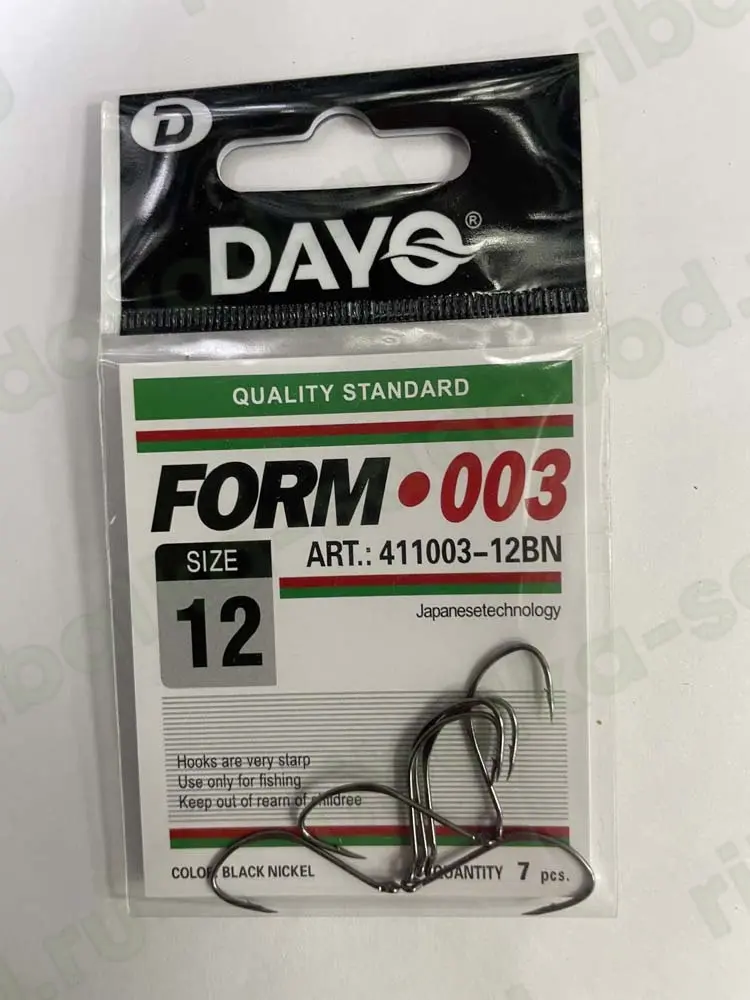 D
DAYO®
QUALITY STANDARD
FORM•003
SIZE
12
ART.: 411003-12BN
Japanesetechnology
Hooks are very starp
Use only for fishing
Keep out of rearn of childree
COLOR: BLACK NICKEL
QUANTITY 7 pcs.